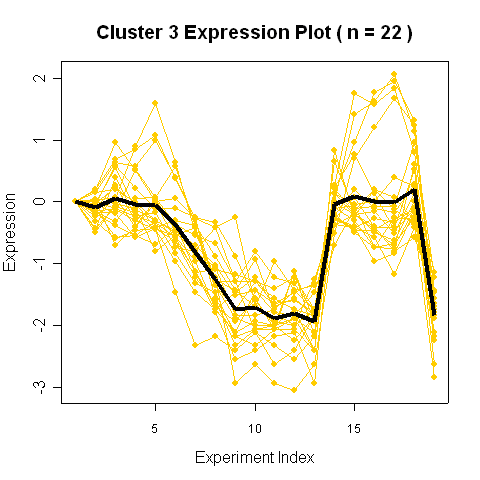 Cluster 3 Expression Plot ( n = 22 )
2
1
0
-1
-2
-3
Expression
5 10 15
Experiment Index